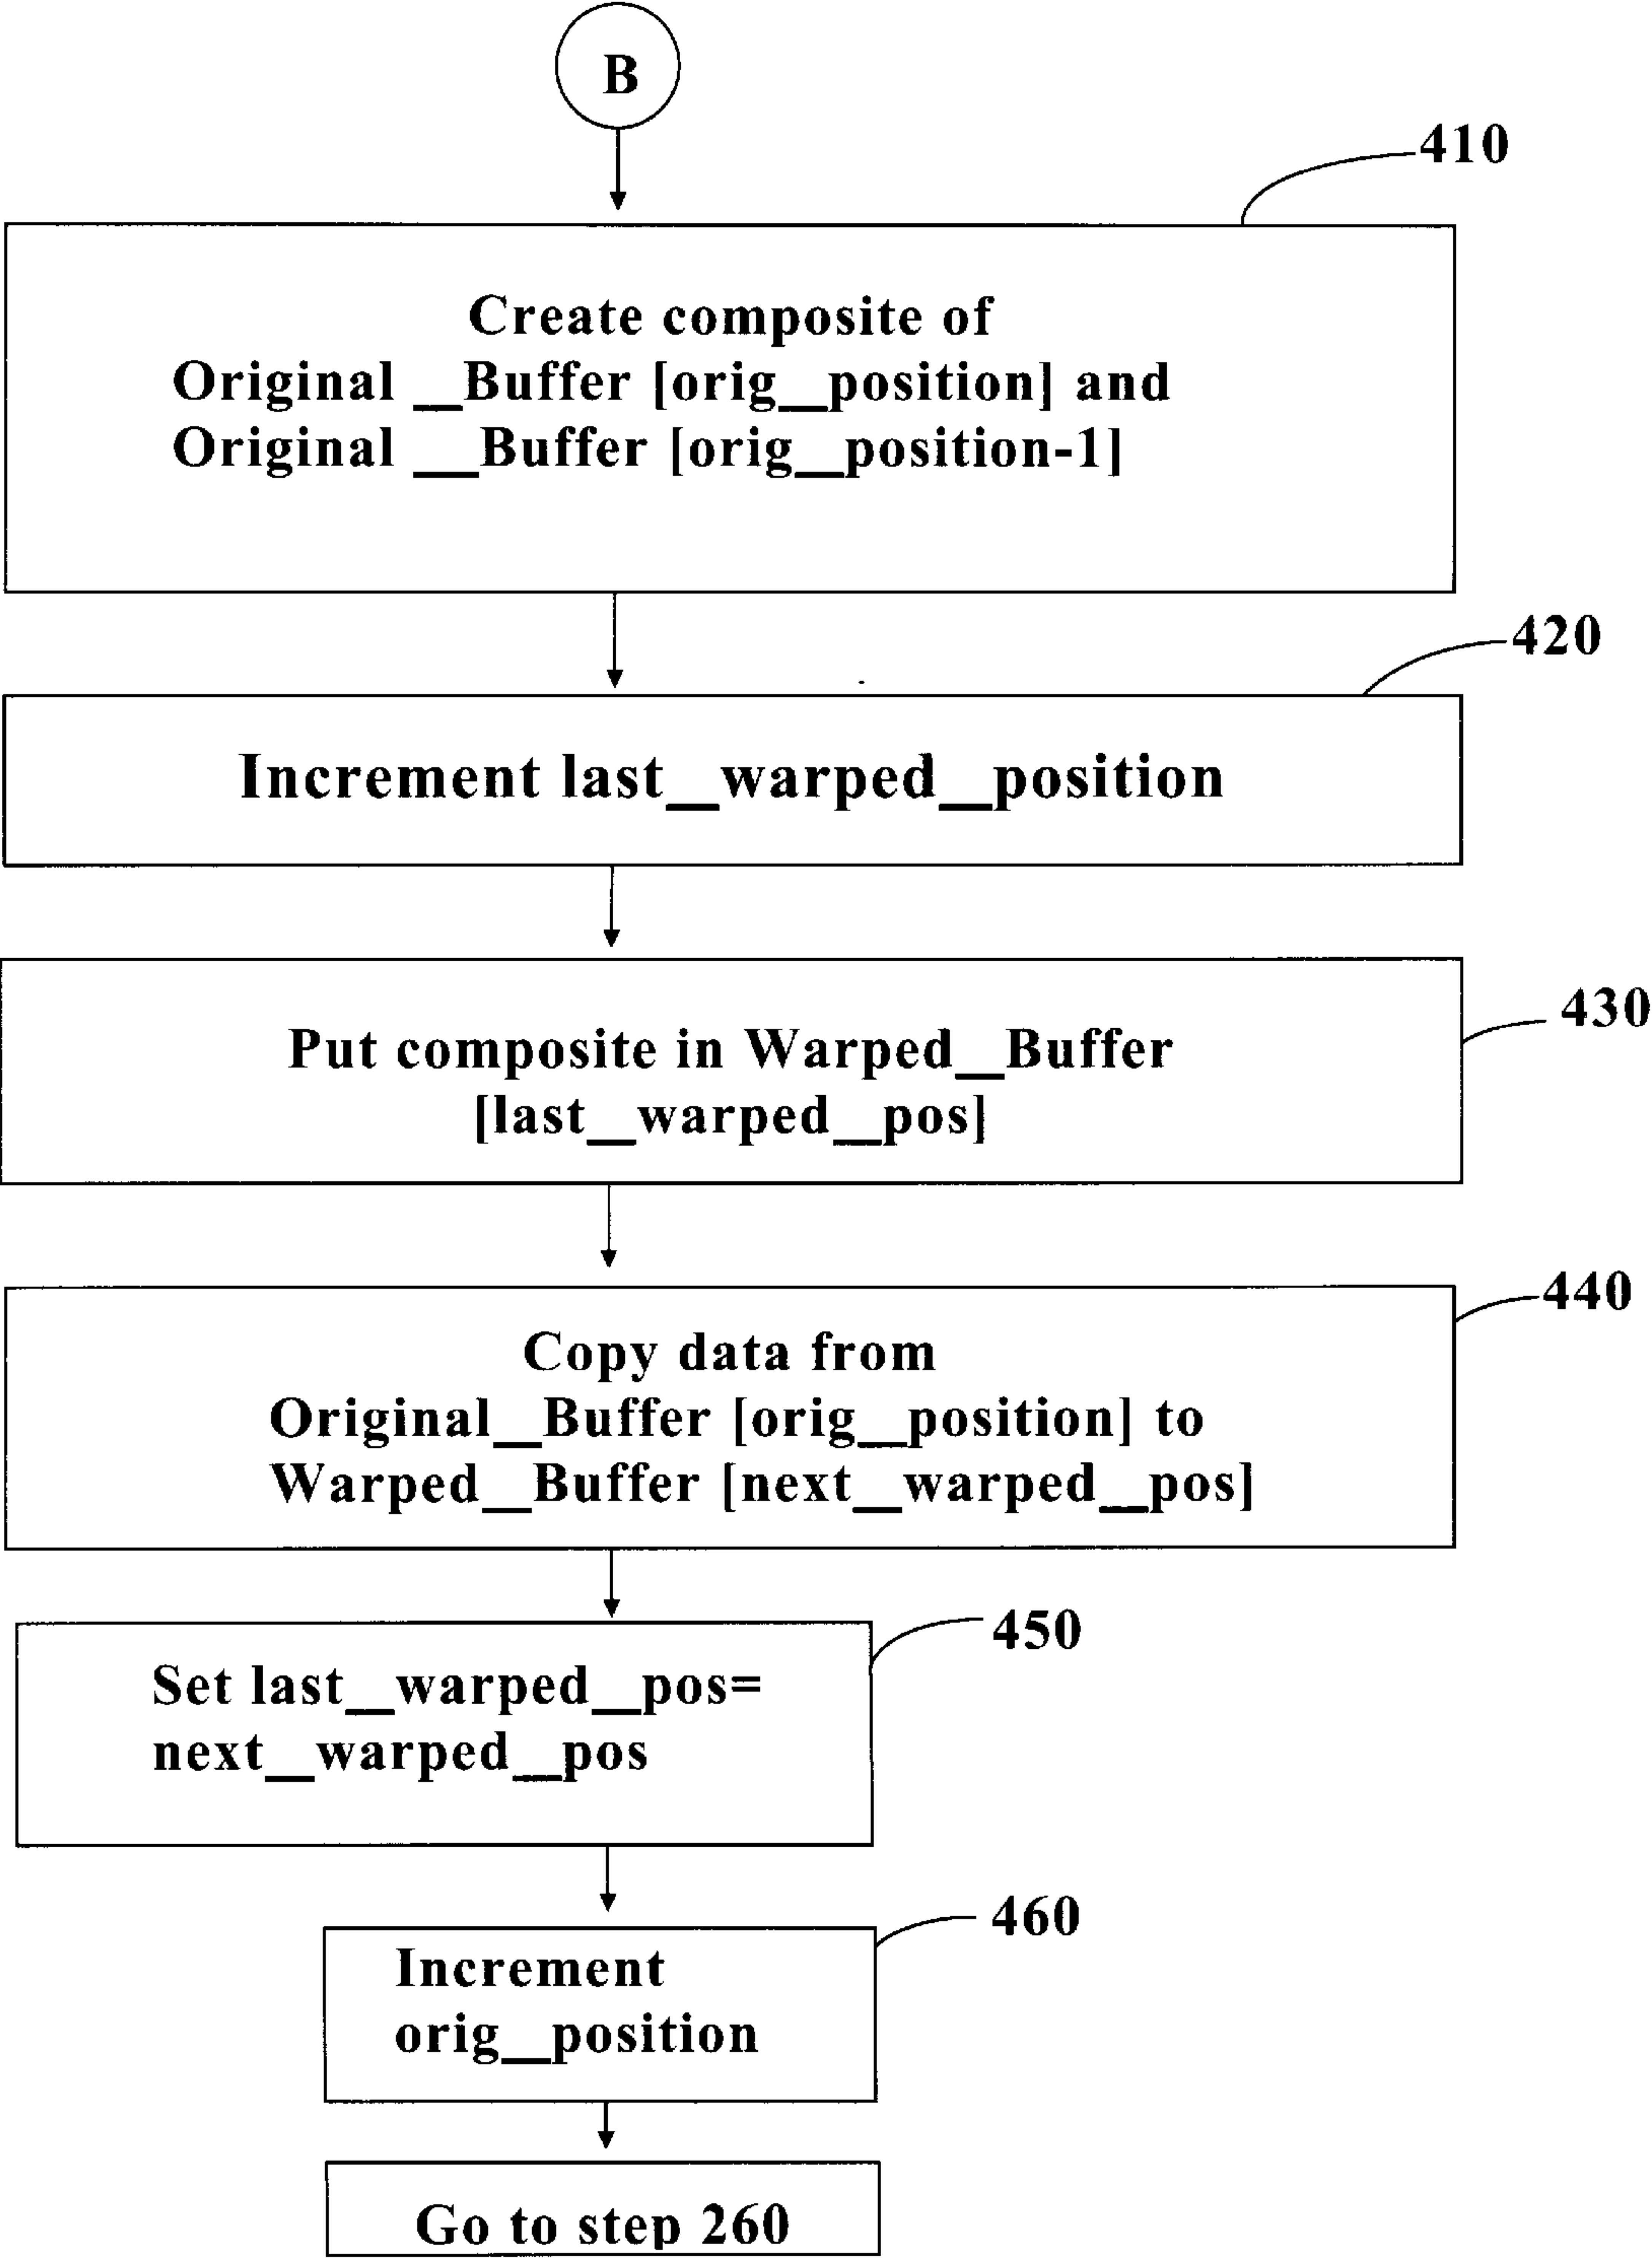 B
410
Create composite of
Original __Buffer [orig__position] and
Original __Buffer [orig__position-1]
420
Increment last__warped__position
430
Put composite in Warped__Buffer
[last__warped__pos]
440
Copy data from
Original__Buffer [orig__position] to
Warped__Buffer [next__warped__pos]
450
Set last__warped__pos=
next__warped__pos
460
Increment
orig__position
Go to step 260